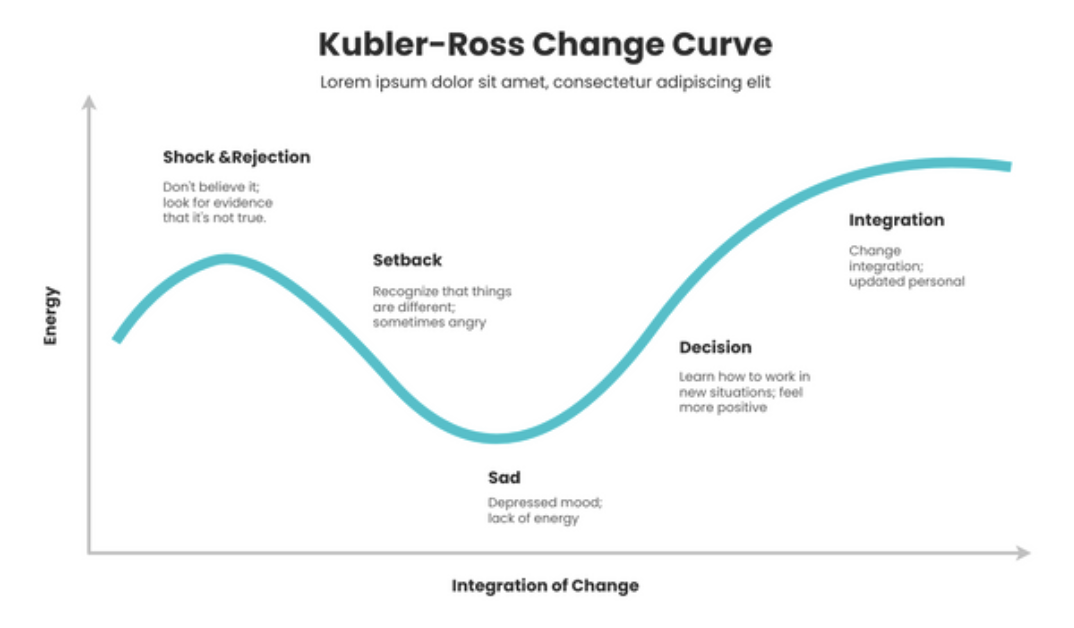 Kubler-Ross Change Curve
Lorem ipsum dolor sit amet, consectetur adipiscing elit
Shock &Rejection
Don't believe it;
look for evidence
that it's not true.
Setback
Recognize that things
are different;
sometimes angry
Integration
Change
integration;
updated personal
Energy
Decision
Learn how to work in
new situations; feel
more positive
Sad
Depressed mood;
lack of energy
Integration of Change